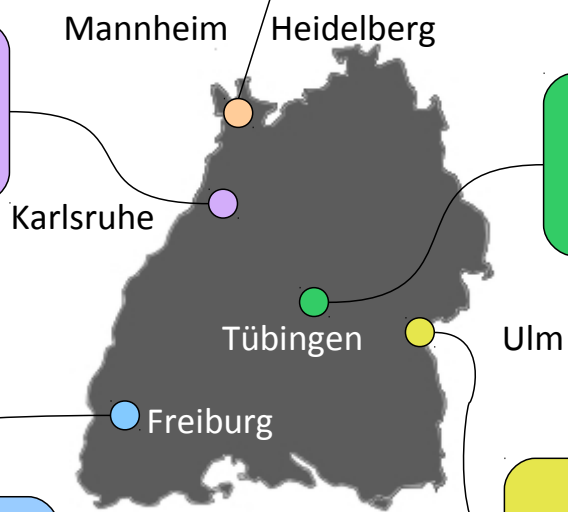 Mannheim Heidelberg
Karlsruhe
Tübingen
Ulm
Freiburg